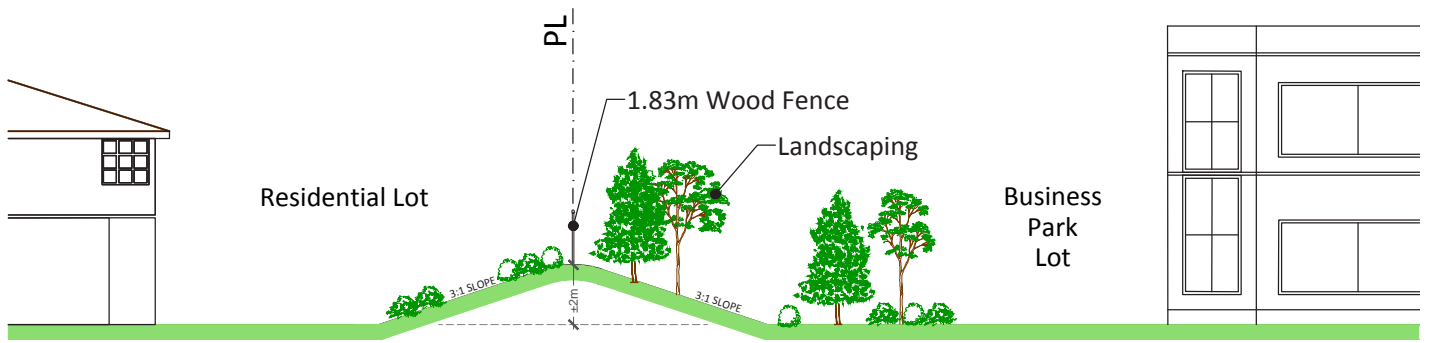 PL
1.83m Wood Fence
Landscaping
Residential Lot
Business
Park
Lot
3:1 SLOPE
±2m
3:1 SLOPE